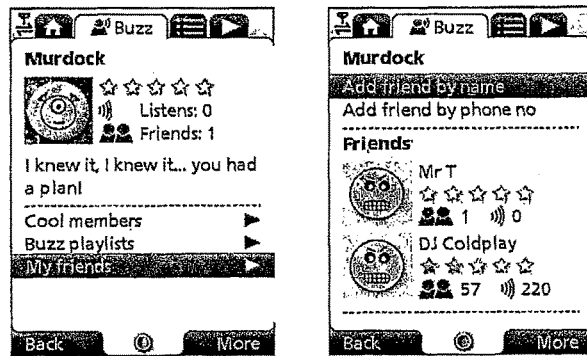 Buzz
Murdock
Listens: 0
Friends: 1
I knew it, I knew it... you had
a plan!
Cool members
Buzz playlists
My friends
Back
More
Buzz
Murdock
Add friend by name
Add friend by phone no
Friends
Mr T
1
0
DJ Coldplay
57
220
Back
More